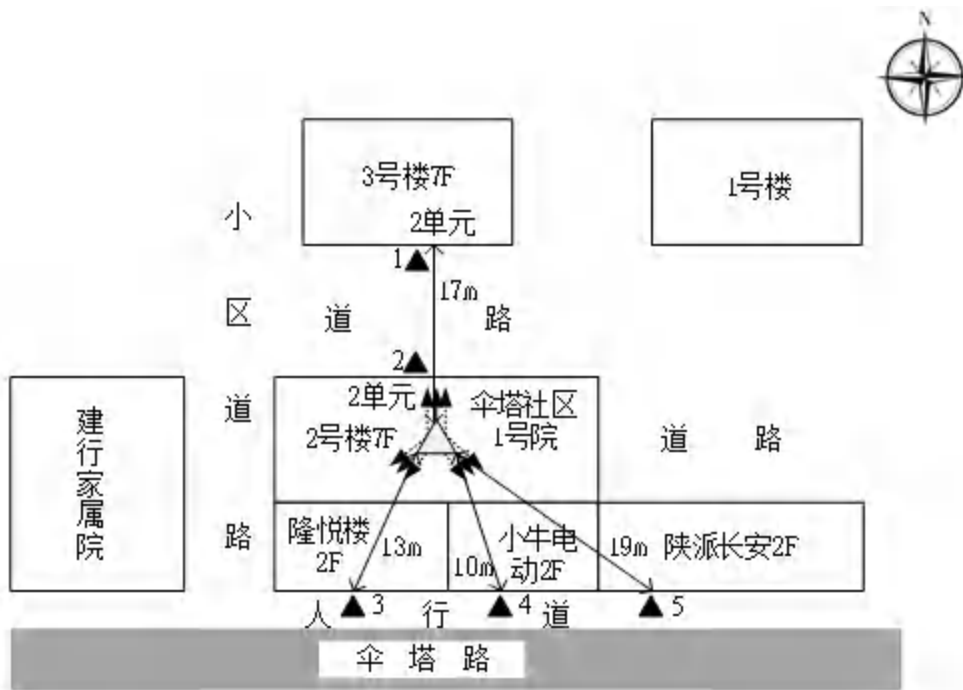 N
3号楼7F
2单元
1号楼
小区道路
1
17m
道路
2
2单元
2号楼7F
伞塔社区
1号院
道路
建行家属院
隆悦楼
2F
13m
10m
小牛电
动2F
19m
陕派长安2F
3
4
5
人行道
伞塔路